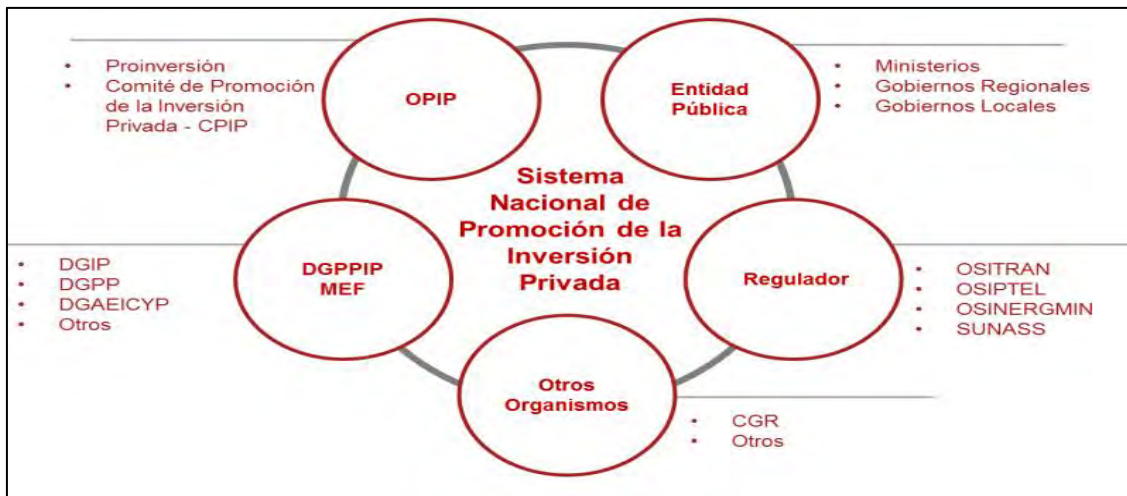 • Proinversión
• Comité de Promoción
de la Inversión
Privada - CPIP
OPIP
Entidad
Pública
• Ministerios
• Gobiernos Regionales
• Gobiernos Locales
Sistema
Nacional de
Promoción de la
Inversión
Privada
• DGIP
• DGPP
• DGAEICYP
• Otros
DGPPIP
MEF
Regulador
• OSITRAN
• OSIPTEL
• OSINERGMIN
• SUNASS
Otros
Organismos
• CGR
• Otros